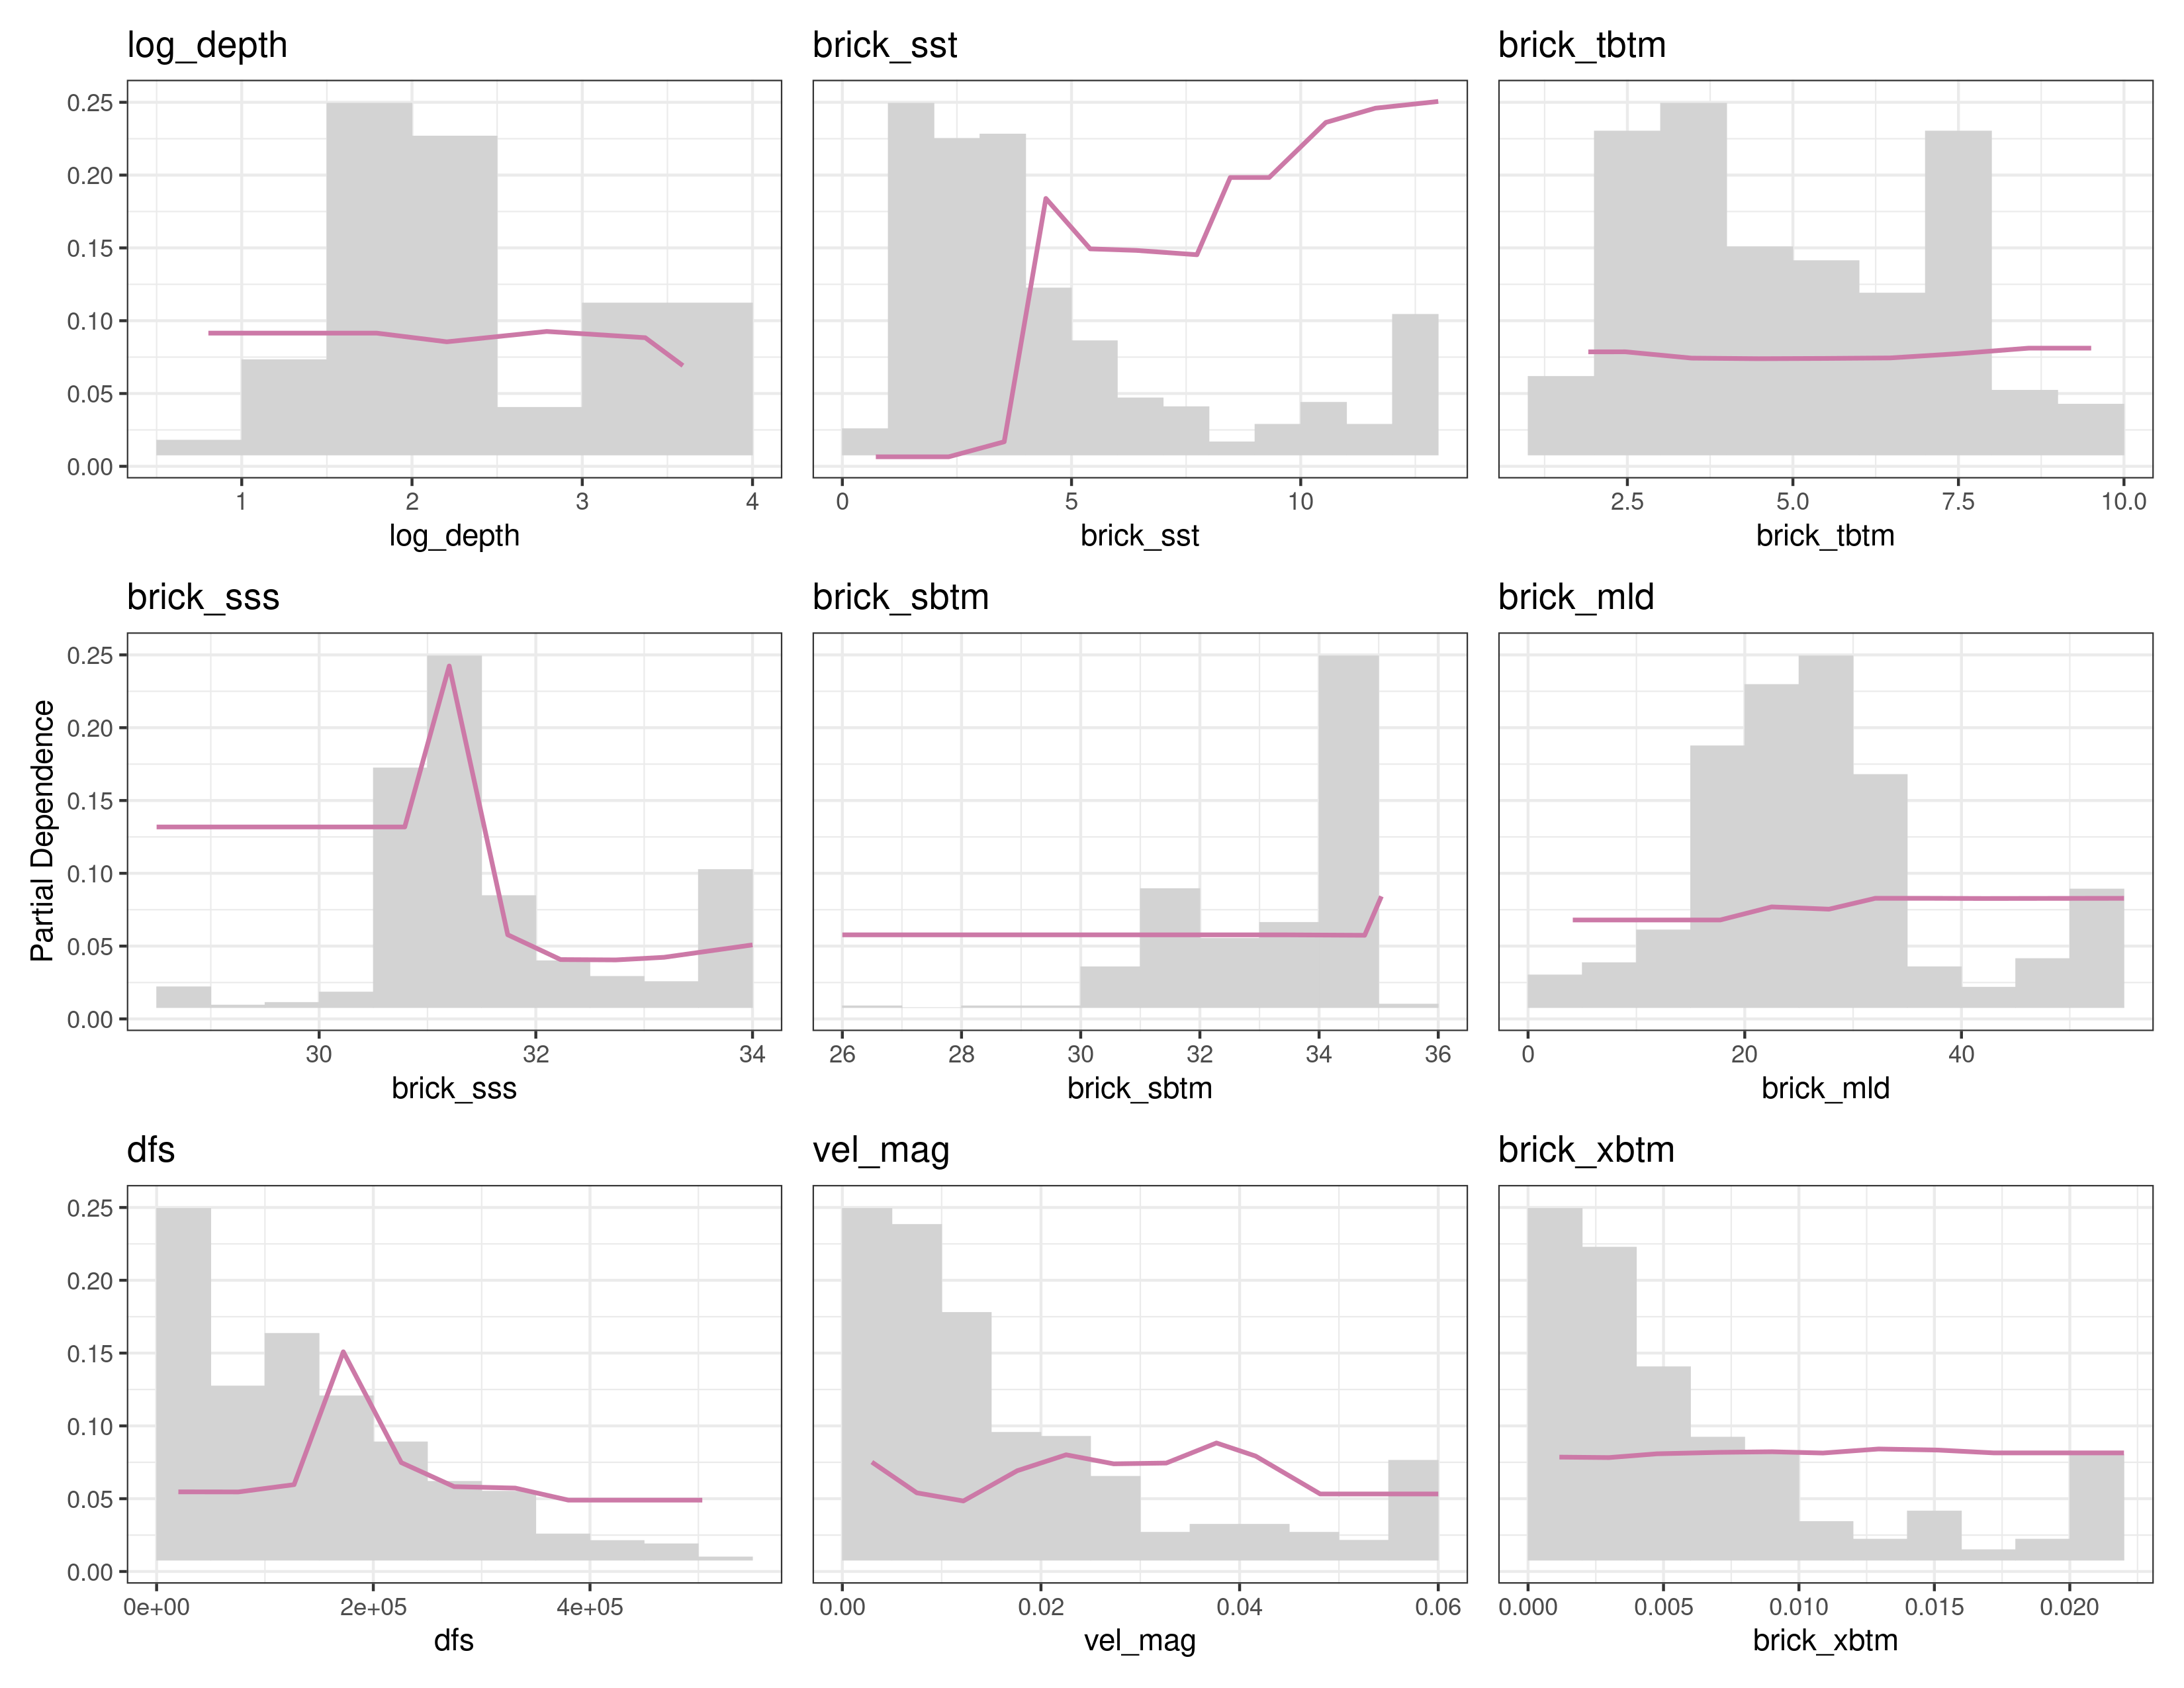 log_depth brick_sst brick_tbtm
0.25
0.20
0.15
0.10
0.05
0.00
1 2 3 4 0 5 10 2.5 5.0 7.5 10.0
log_depth brick_sst brick_tbtm
brick_sss brick_sbtm brick_mld
Partial Dependence
0.25
0.20
0.15
0.10
0.05
0.00
30 32 34 26 28 30 32 34 36 0 20 40
brick_sss brick_sbtm brick_mld
dfs vel_mag brick_xbtm
0.25
0.20
0.15
0.10
0.05
0.00
0e+00 2e+05 4e+05 0.00 0.02 0.04 0.06 0.000 0.005 0.010 0.015 0.020
dfs vel_mag brick_xbtm